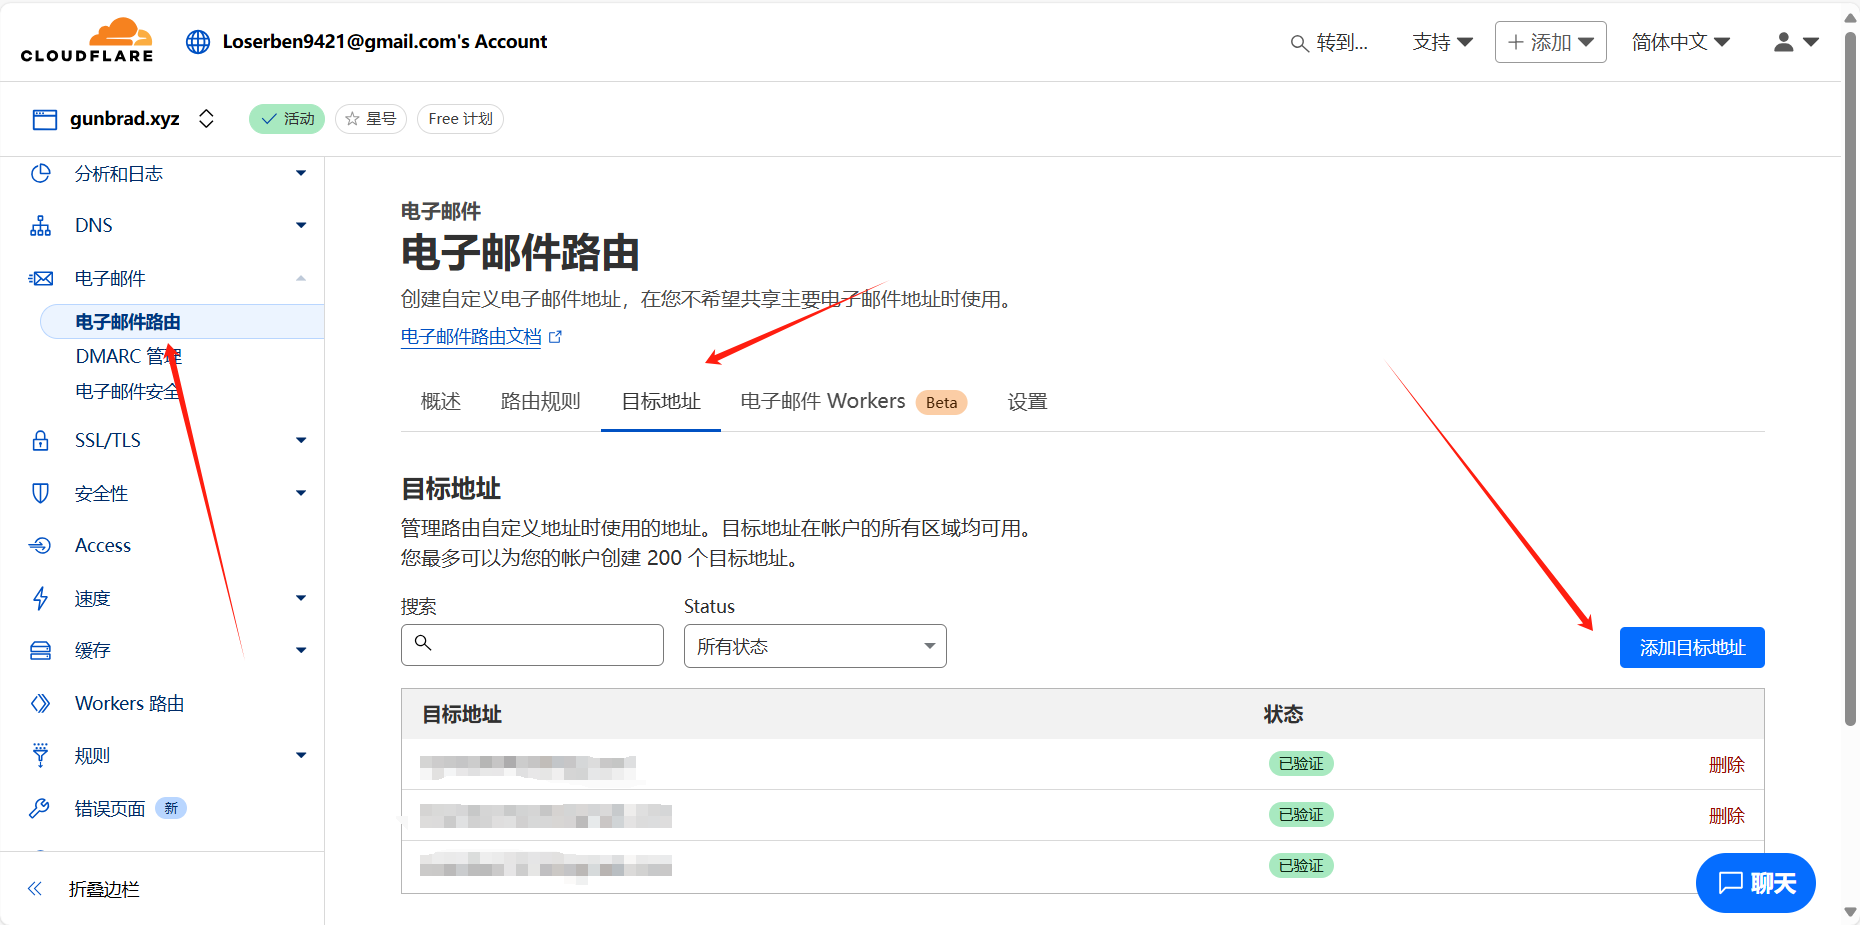 CLOUDFLARE
Loserben9421@gmail.com's Account
转到...
支持
添加
简体中文
gunbrad.xyz
活动
星号
Free 计划
分析和日志
DNS
电子邮件
电子邮件路由
DMARC 管理
电子邮件安全
SSL/TLS
安全性
Access
速度
缓存
Workers 路由
规则
错误页面 新
折叠边栏
电子邮件
电子邮件路由
创建自定义电子邮件地址，在您不希望共享主要电子邮件地址时使用。
电子邮件路由文档
概述
路由规则
目标地址
电子邮件 Workers Beta
设置
目标地址
管理路由自定义地址时使用的地址。目标地址在帐户的所有区域均可用。
您最多可以为您的帐户创建 200 个目标地址。
搜索
Status
所有状态
添加目标地址
目标地址 状态
已验证 删除
已验证 删除
已验证
聊天